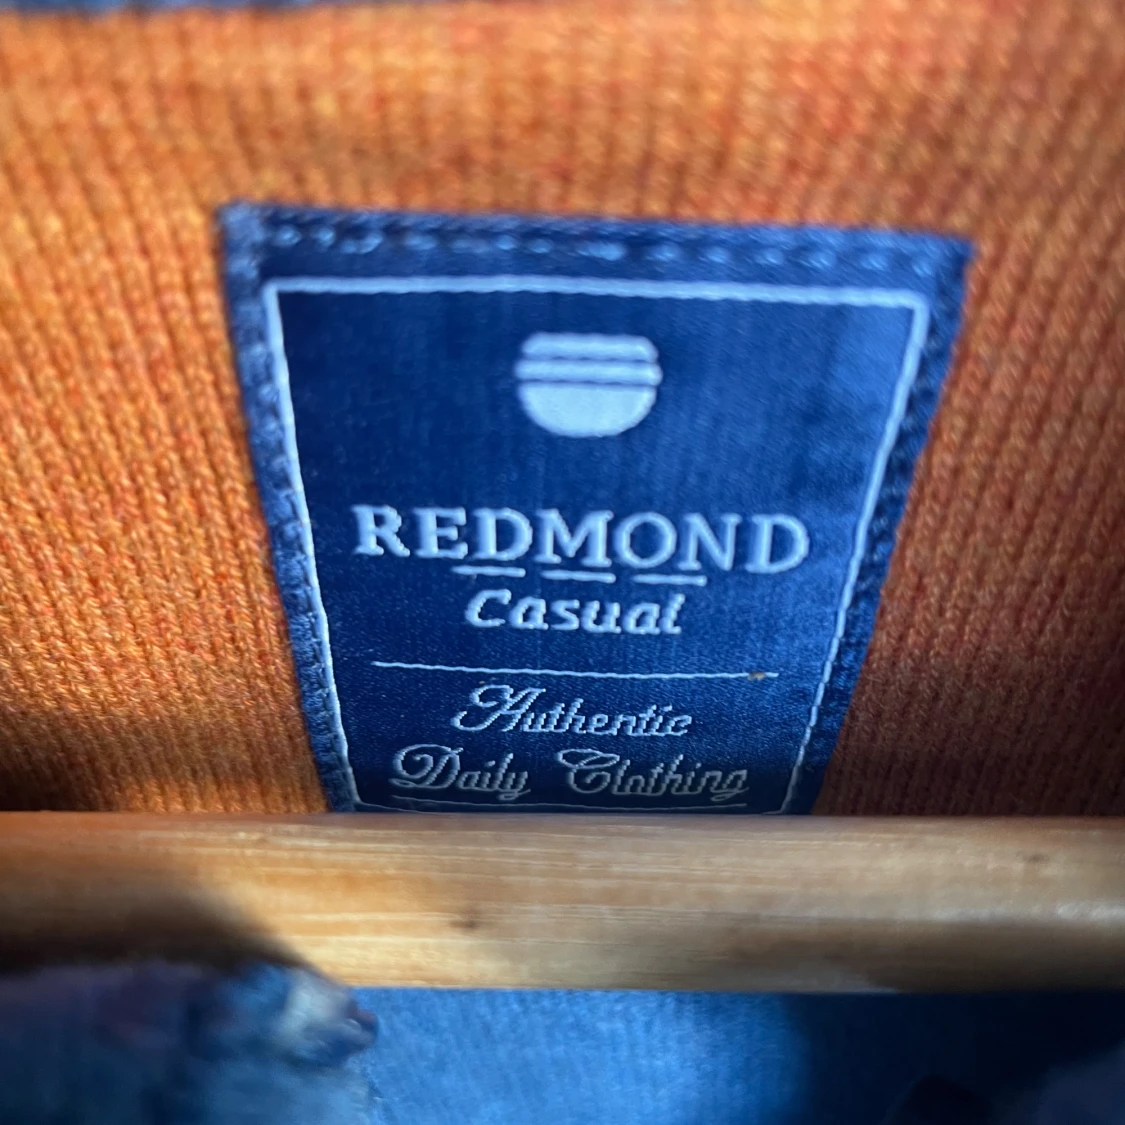 REDMOND
Casual
Authentic
Daily Clothing